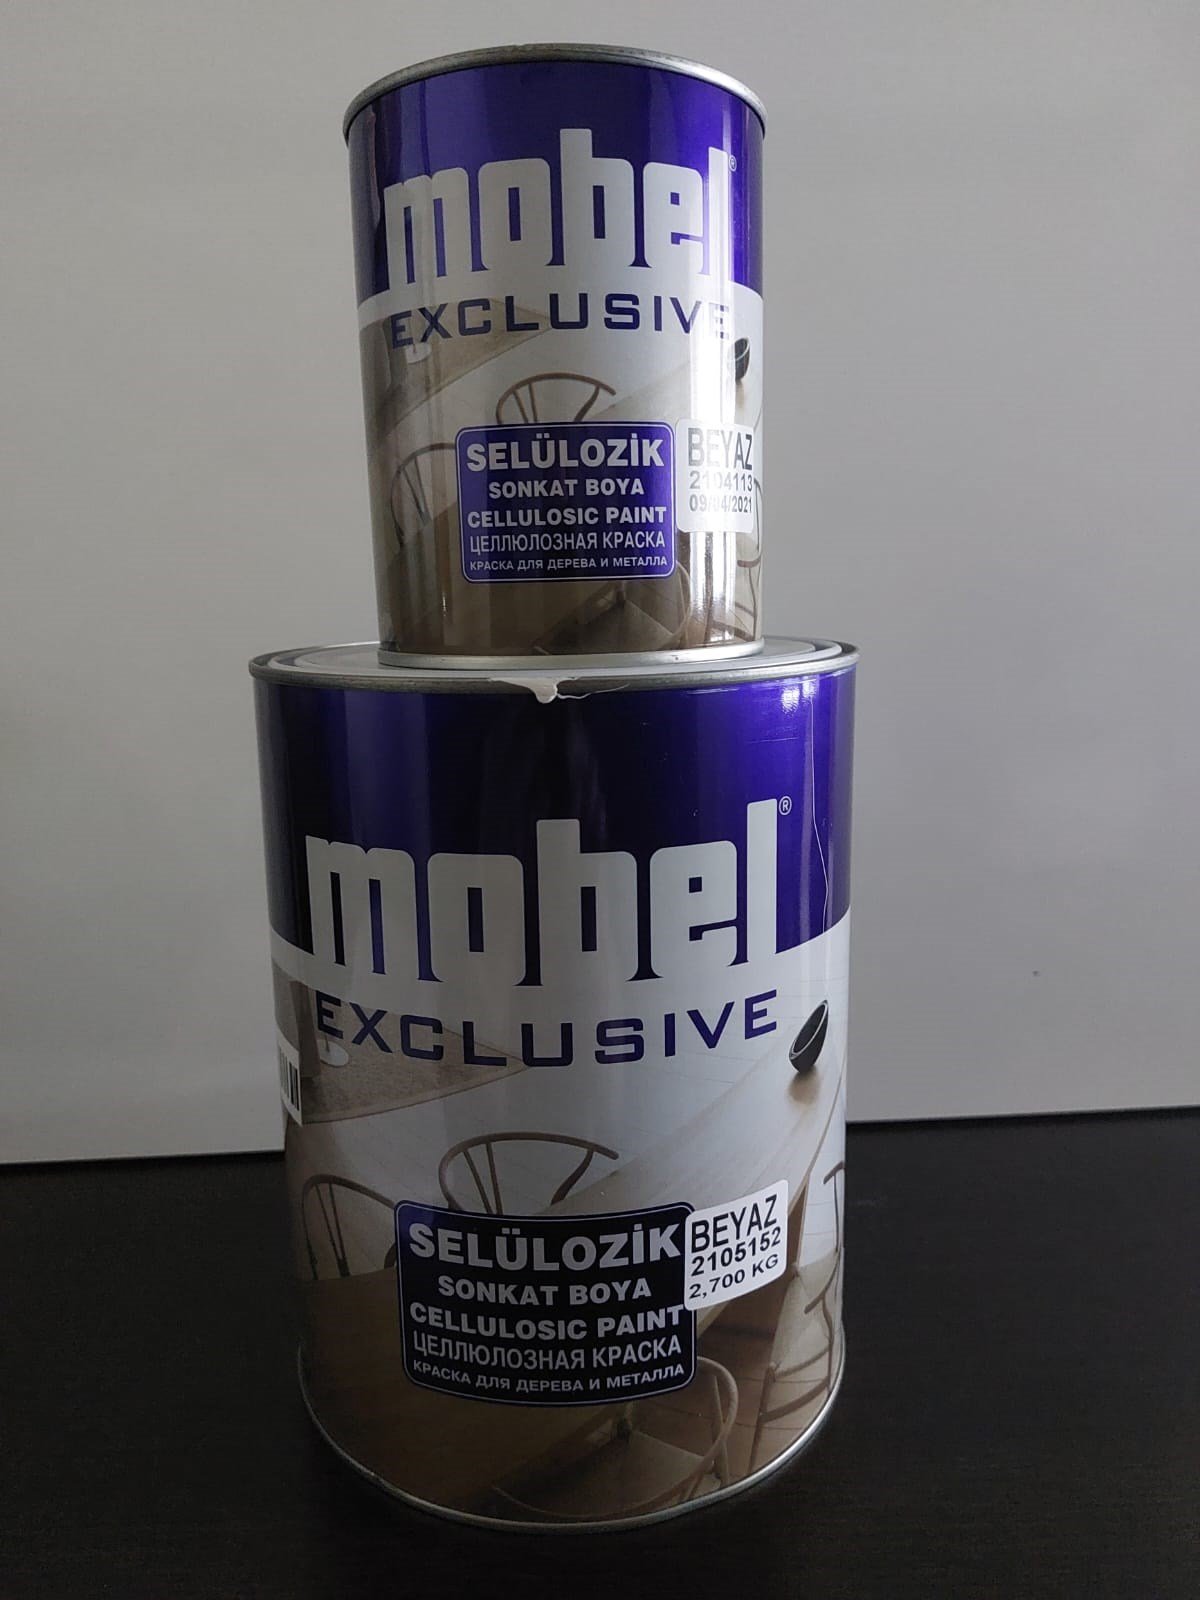 mobel®
EXCLUSIVE
SELÜLOZİK
SONKAT BOYA
CELLULOSIC PAINT
ЦЕЛЛЮЛОЗНАЯ КРАСКА
КРАСКА ДЛЯ ДЕРЕВА И МЕТАЛЛА
BEYAZ
2104113
09/04/2021
mobel®
EXCLUSIVE
SELÜLOZİK
SONKAT BOYA
CELLULOSIC PAINT
ЦЕЛЛЮЛОЗНАЯ КРАСКА
КРАСКА ДЛЯ ДЕРЕВА И МЕТАЛЛА
BEYAZ
2105152
2,700 KG